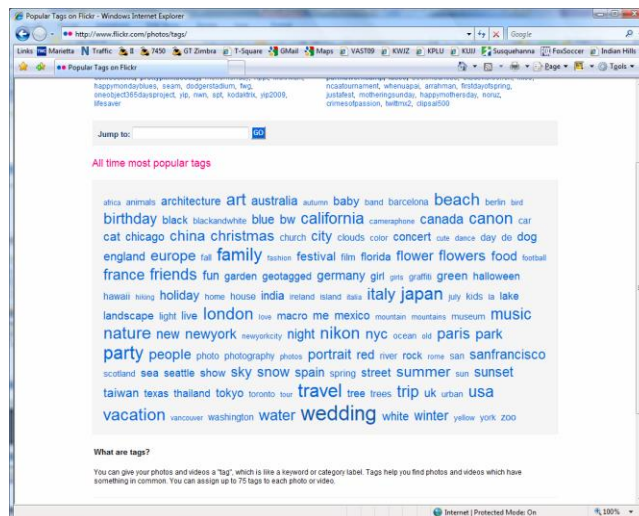 Popular Tags on Flickr - Windows Internet Explorer
http://www.flickr.com/photos/tags/
Google
Links Marietta Traffic II 7450 GT Zimbra T-Square GMail Maps VAST09 KWJZ KPLU KUJJ Susquehanna FoxSoccer Indian Hills
Popular Tags on Flickr
Page Tools
happymondayblues, seam, dodgerstadium, fwg,
oneobject365daysproject, yip, nwn, spt, kodaktrix, yip2009,
lifesaver
ncaatournament, whenuapai, arrahman, firstdayofspring,
justafest, motheringsunday, happymothersday, noruz,
crimesofpassion, twittmx2, clipsal500
Jump to: GO
All time most popular tags
africa animals architecture art australia autumn baby band barcelona beach berlin bird
birthday black blackandwhite blue bw california cameraphone canada canon car
cat chicago china christmas church city clouds color concert cute dance day de dog
england europe fall family fashion festival film florida flower flowers food football
france friends fun garden geotagged germany girl girls graffiti green halloween
hawaii hiking holiday home house india ireland island italia italy japan july kids la lake
landscape light live london love macro me mexico mountain mountains museum music
nature new newyork newyorkcity night nikon nyc ocean old paris park
party people photo photography photos portrait red river rock rome san sanfrancisco
scotland sea seattle show sky snow spain spring street summer sun sunset
taiwan texas thailand tokyo toronto tour travel tree trees trip uk urban usa
vacation vancouver washington water wedding white winter yellow york zoo
What are tags?
You can give your photos and videos a "tag", which is like a keyword or category label. Tags help you find photos and videos which have
something in common. You can assign up to 75 tags to each photo or video.
Internet | Protected Mode: On 100%